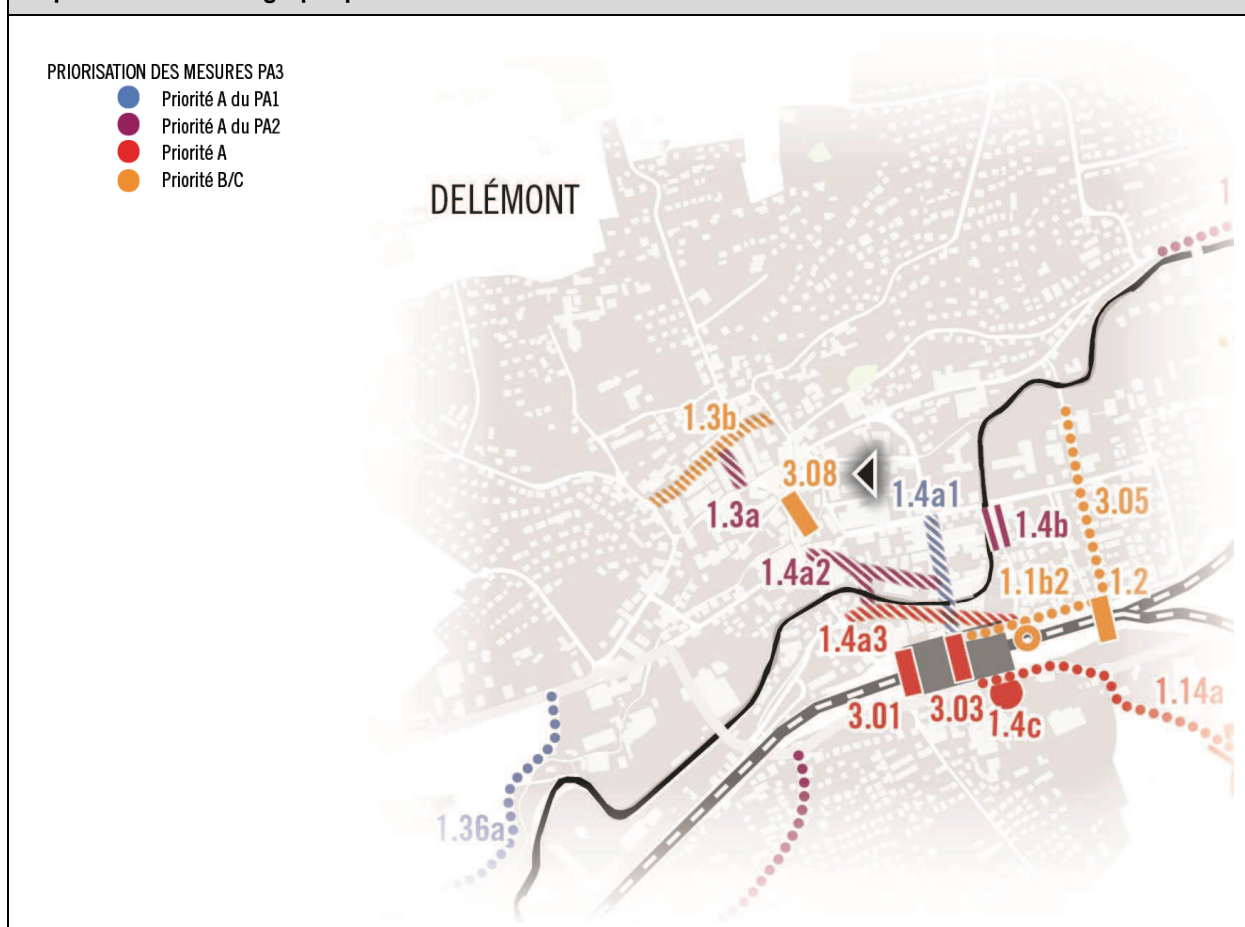 PRIORISATION DES MESURES PA3
Priorité A du PA1
Priorité A du PA2
Priorité A
Priorité B/C
DELÉMONT
1
1.3b
3.08
1.4a1
1.3a
3.05
1.4b
1.4a2
1.1b2
1.2
1.4a3
3.01
3.03
1.4c
1.14a
1.36a